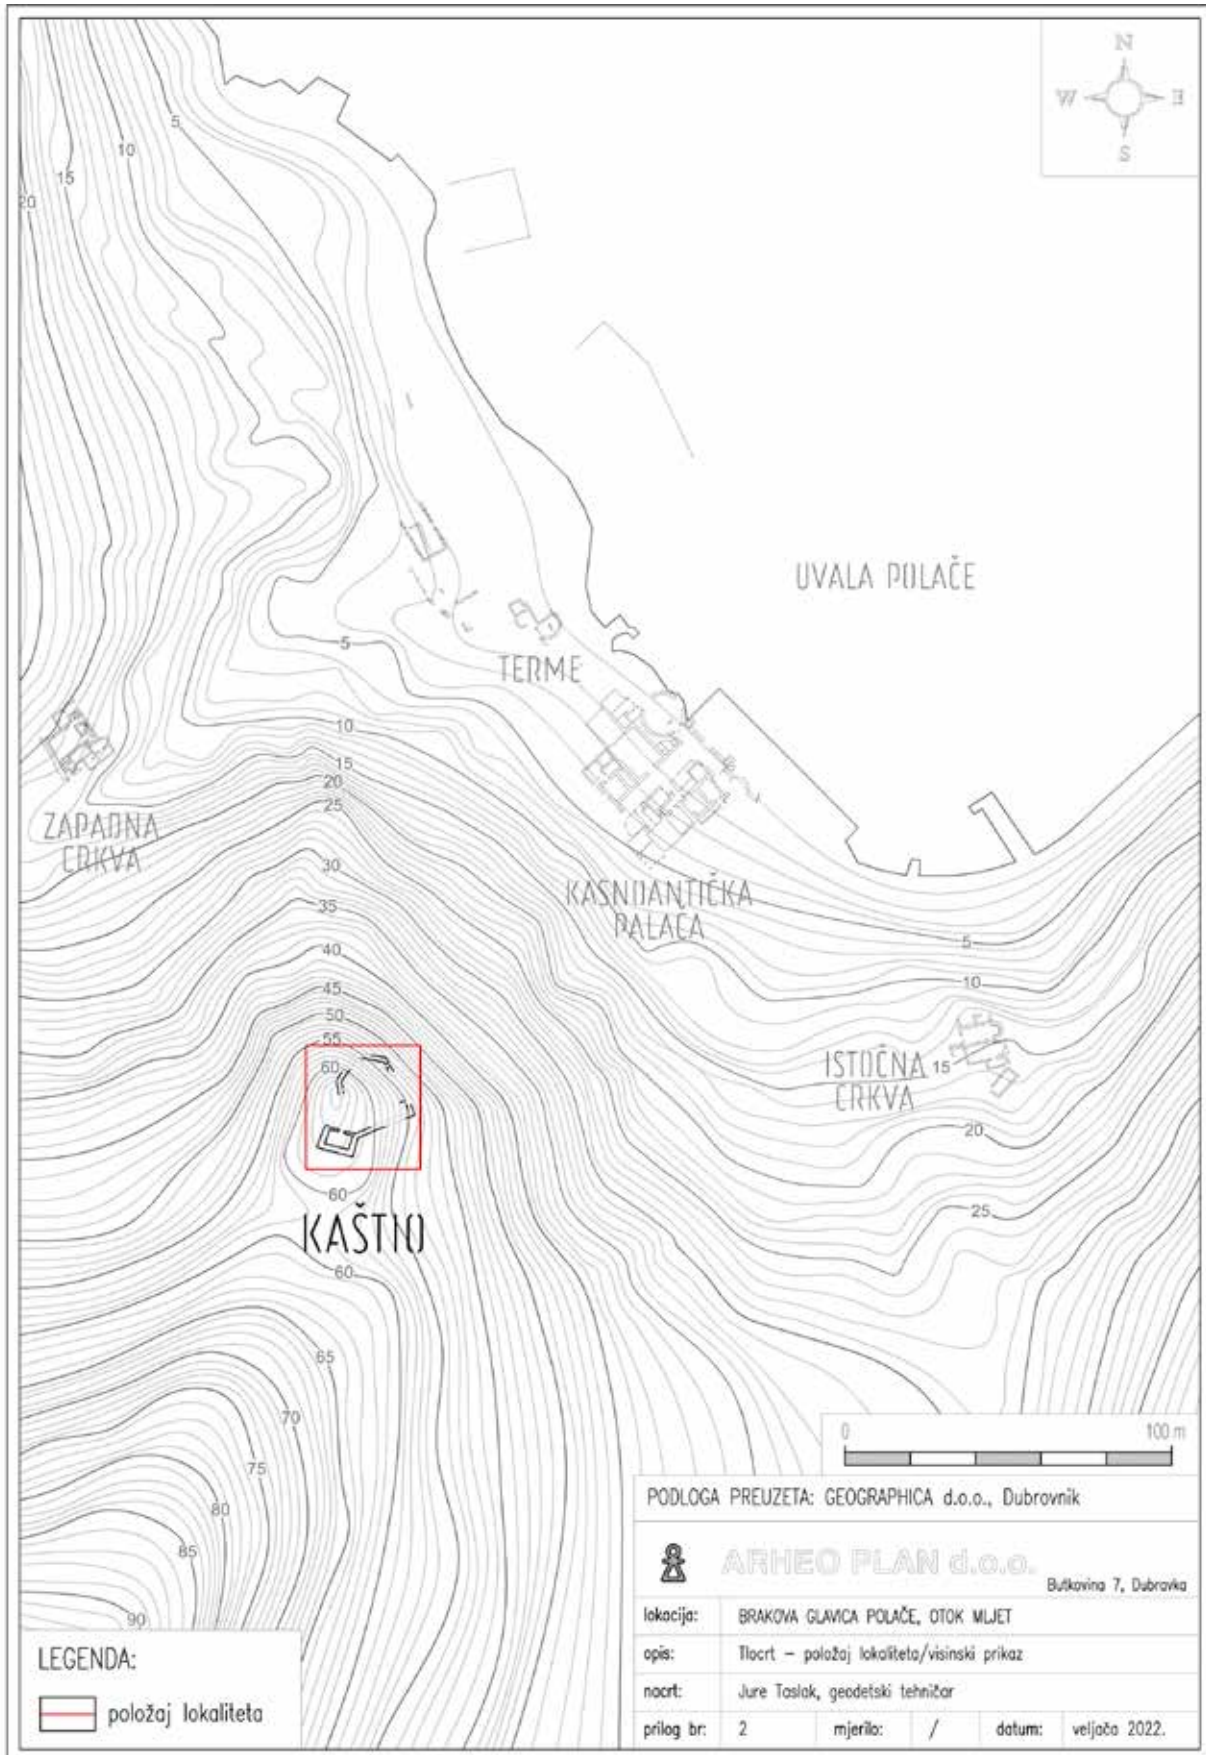 N
W E
S
5
10
15
20
UVALA POLAČE
5
TERME
10
15
20
25
ZAPADNA
CRKVA
30
KASNOANTIČKA
PALAČA
35
40
5
45
10
50
55
ISTOČNA
CRKVA
15
60
20
60
25
KAŠTIO
60
65
70
75
80
85
90
0 100 m
PODLOGA PREUZETA: GEOGRAPHICA d.o.o., Dubrovnik
ARHEO PLAN d.o.o.
Butkovina 7, Dubravka
lokacija: BRAKOVA GLAVICA POLAČE, OTOK MLJET
opis: Tlocrt – položaj lokaliteta/visinski prikaz
nacrt: Jure Taslak, geodetski tehničar
prilog br: 2 mjerilo: / datum: veljača 2022.
LEGENDA:
položaj lokaliteta